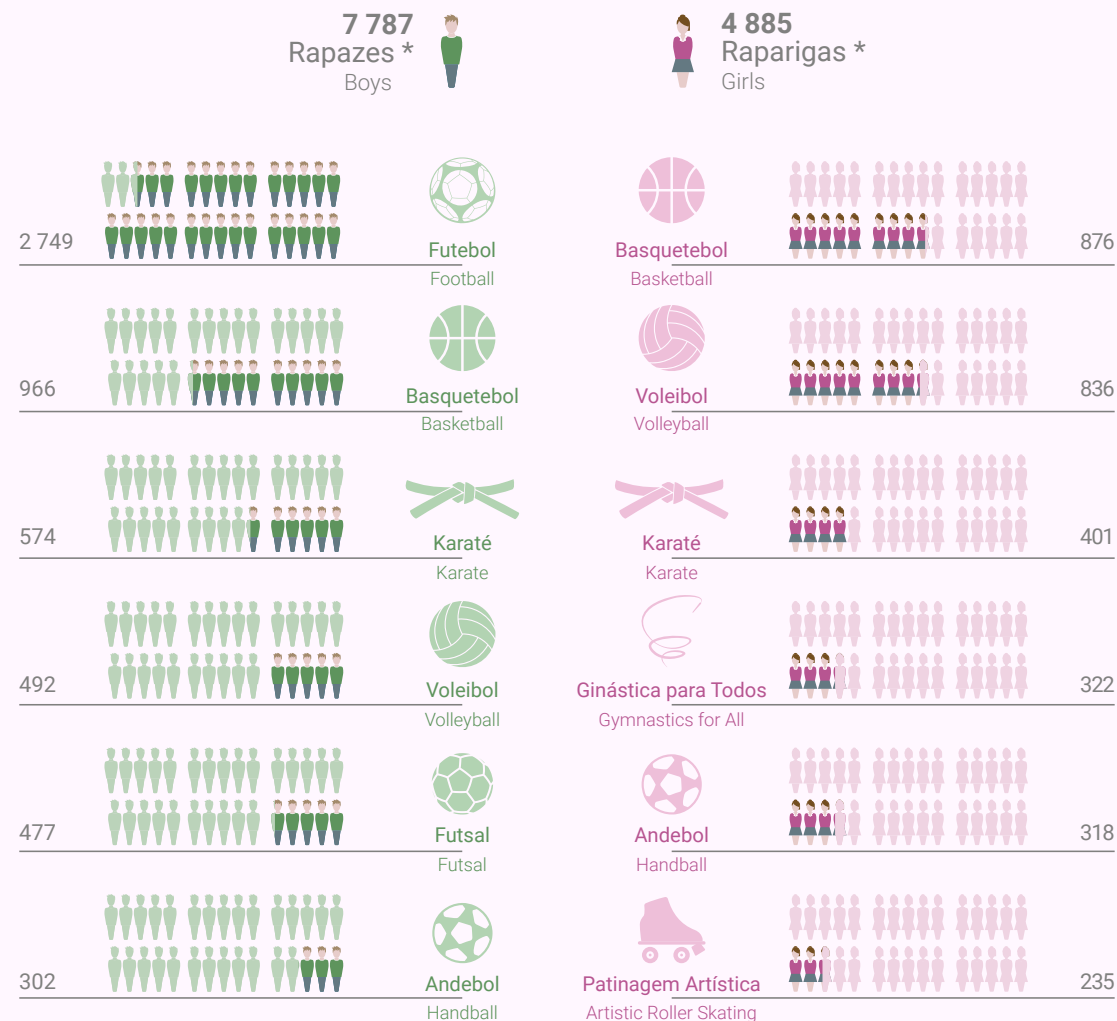 7 787
Rapazes *
Boys
4 885
Raparigas *
Girls
2 749
Futebol
Football
Basquetebol
Basketball
876
966
Basquetebol
Basketball
Voleibol
Volleyball
836
574
Karaté
Karate
Karaté
Karate
401
492
Voleibol
Volleyball
Ginástica para Todos
Gymnastics for All
322
477
Futsal
Futsal
Andebol
Handball
318
302
Andebol
Handball
Patinagem Artística
Artistic Roller Skating
235